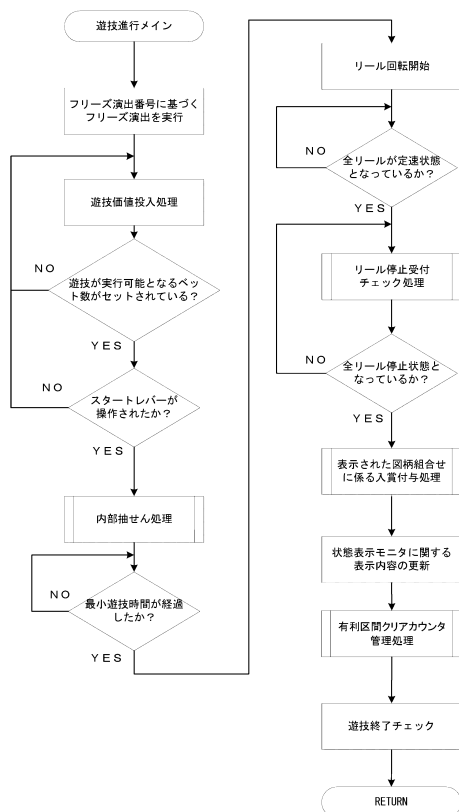 遊技進行メイン
フリーズ演出番号に基づく
フリーズ演出を実行
遊技価値投入処理
NO
遊技が実行可能となるベッ
ト数がセットされている？
YES
NO
スタートレバーが
操作されたか？
YES
内部抽せん処理
NO
最小遊技時間が経過
したか？
YES
リール回転開始
NO
全リールが定速状態
となっているか？
YES
リール停止受付
チェック処理
NO
全リール停止状態と
なっているか？
YES
表示された図柄組合せ
に係る入賞付与処理
状態表示モニタに関する
表示内容の更新
有利区間クリアカウンタ
管理処理
遊技終了チェック
RETURN